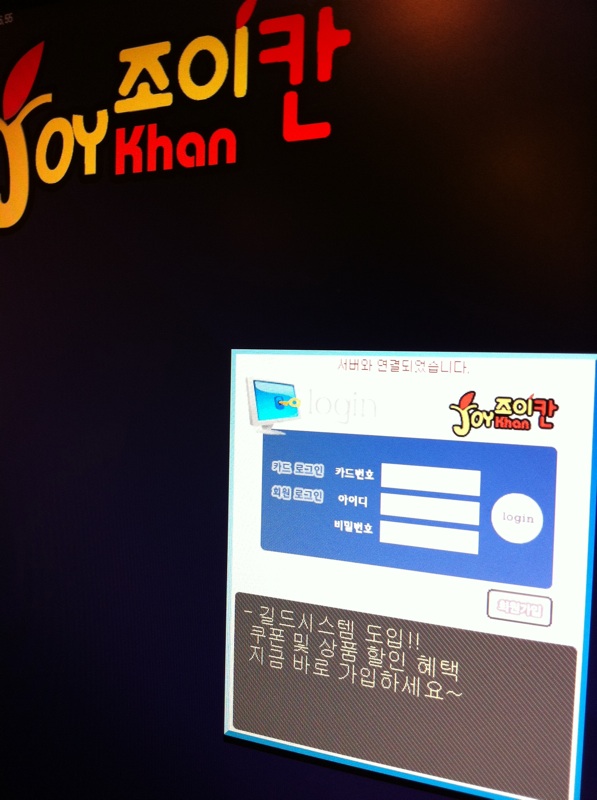 조이칸
JOY Khan
서버와 연결되었습니다.
login
조이칸
JOY Khan
카드 로그인 카드번호
회원 로그인 아이디
비밀번호
login
회원가입
- 길드시스템 도입!!
쿠폰 및 상품 할인 혜택
지금 바로 가입하세요~